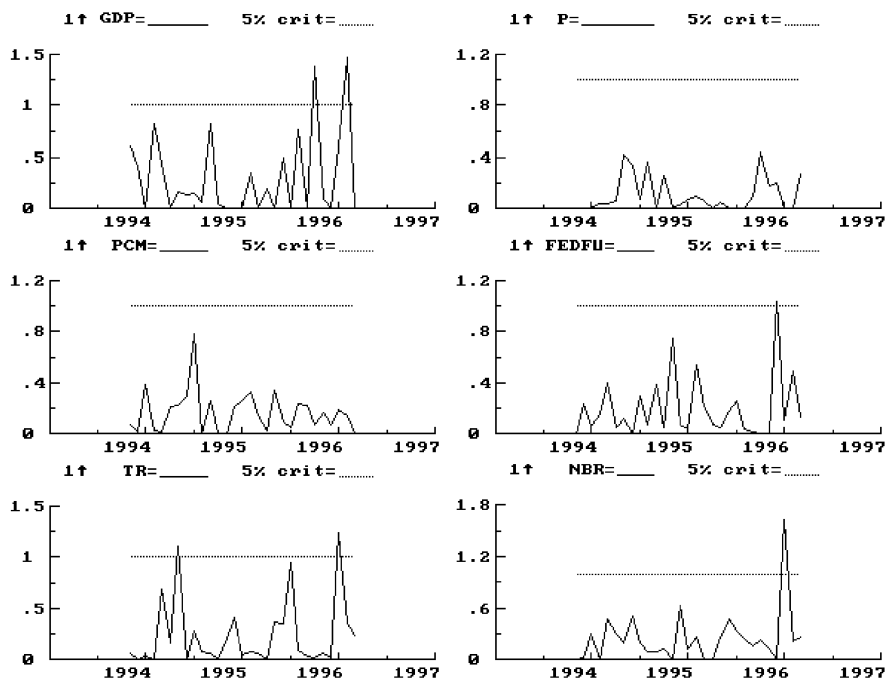 1↑ GDP=______ 5% crit=........
1.5
1
.5
0
1994 1995 1996 1997
1↑ P=______ 5% crit=........
1.2
.8
.4
0
1994 1995 1996 1997
1↑ PCM=______ 5% crit=........
1.2
.8
.4
0
1994 1995 1996 1997
1↑ FEDFU=______ 5% crit=........
1.2
.8
.4
0
1994 1995 1996 1997
1↑ TR=______ 5% crit=........
1.5
1
.5
0
1994 1995 1996 1997
1↑ NBR=______ 5% crit=........
1.8
1.2
.6
0
1994 1995 1996 1997